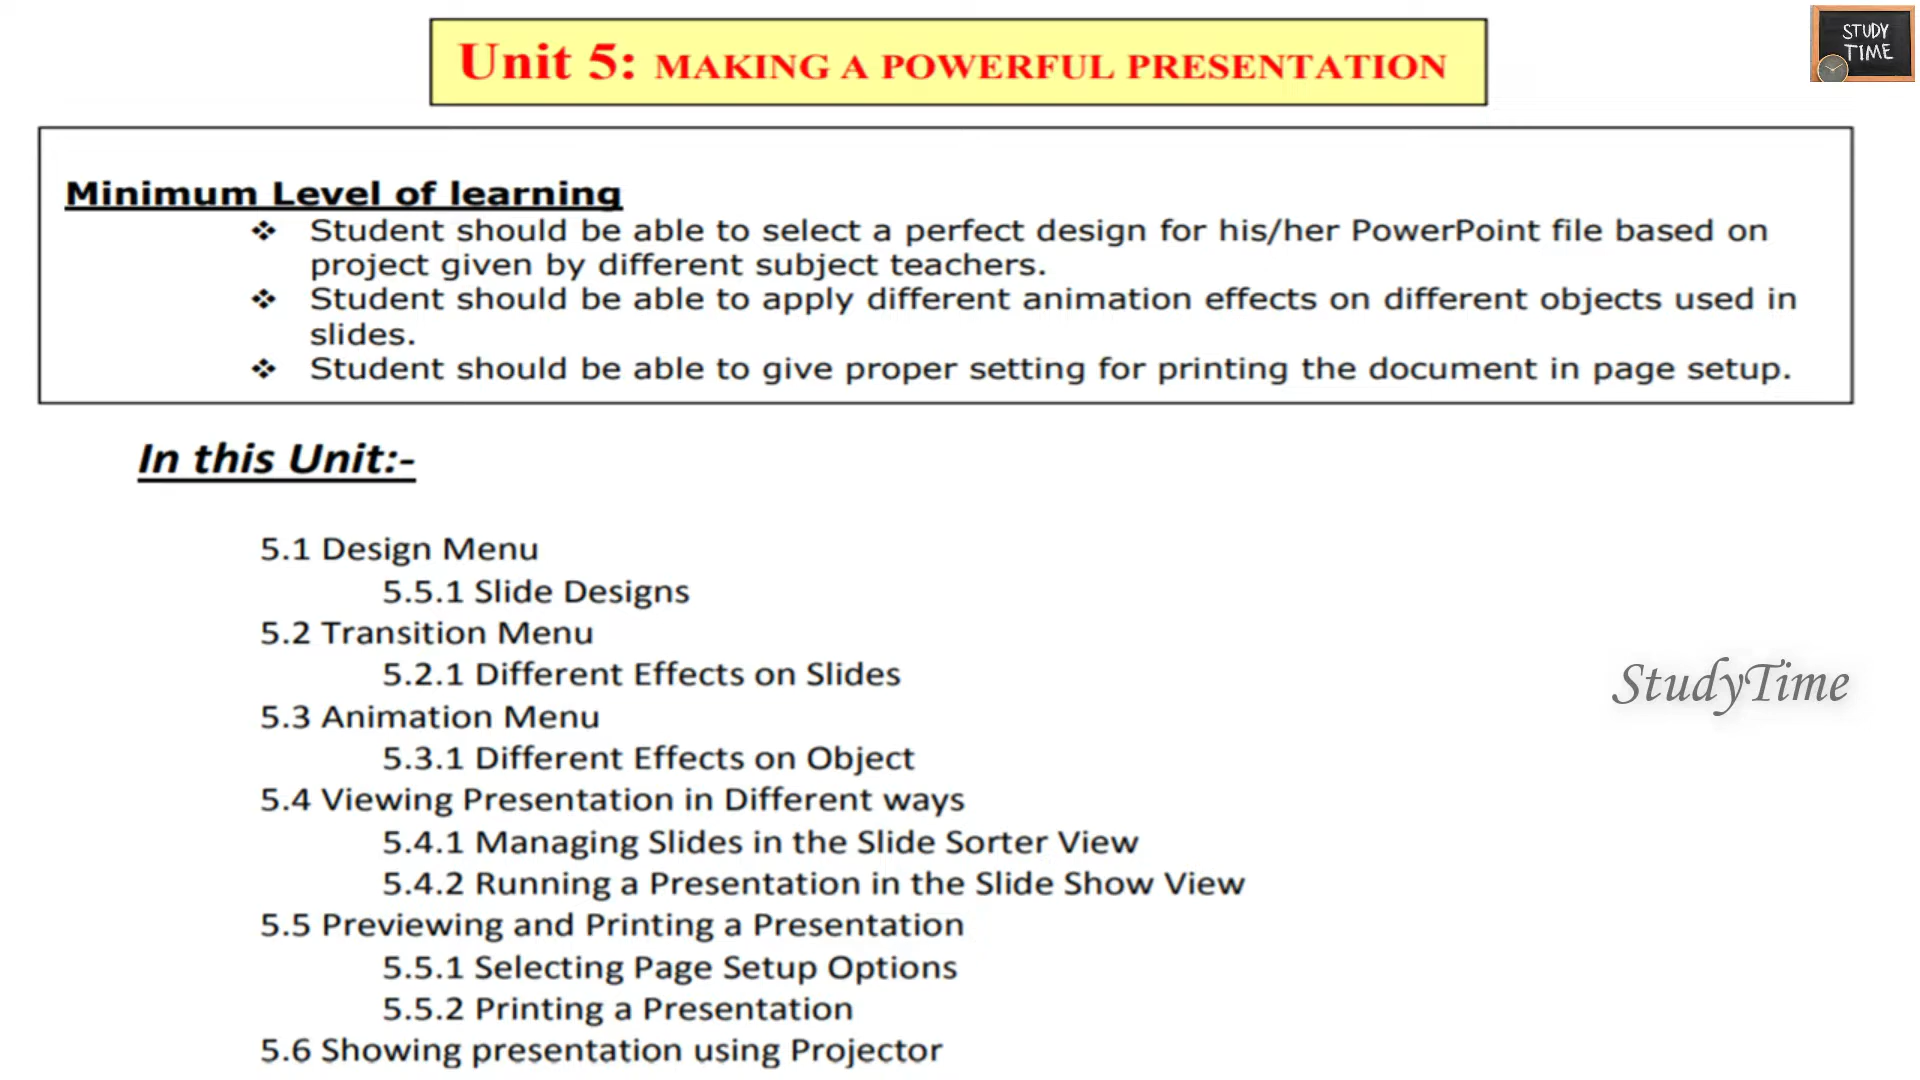 Unit 5: MAKING A POWERFUL PRESENTATION
STUDY
TIME
Minimum Level of learning
❖ Student should be able to select a perfect design for his/her PowerPoint file based on
project given by different subject teachers.
❖ Student should be able to apply different animation effects on different objects used in
slides.
❖ Student should be able to give proper setting for printing the document in page setup.
In this Unit:-
5.1 Design Menu
5.5.1 Slide Designs
5.2 Transition Menu
5.2.1 Different Effects on Slides
5.3 Animation Menu
5.3.1 Different Effects on Object
5.4 Viewing Presentation in Different ways
5.4.1 Managing Slides in the Slide Sorter View
5.4.2 Running a Presentation in the Slide Show View
5.5 Previewing and Printing a Presentation
5.5.1 Selecting Page Setup Options
5.5.2 Printing a Presentation
5.6 Showing presentation using Projector
StudyTime